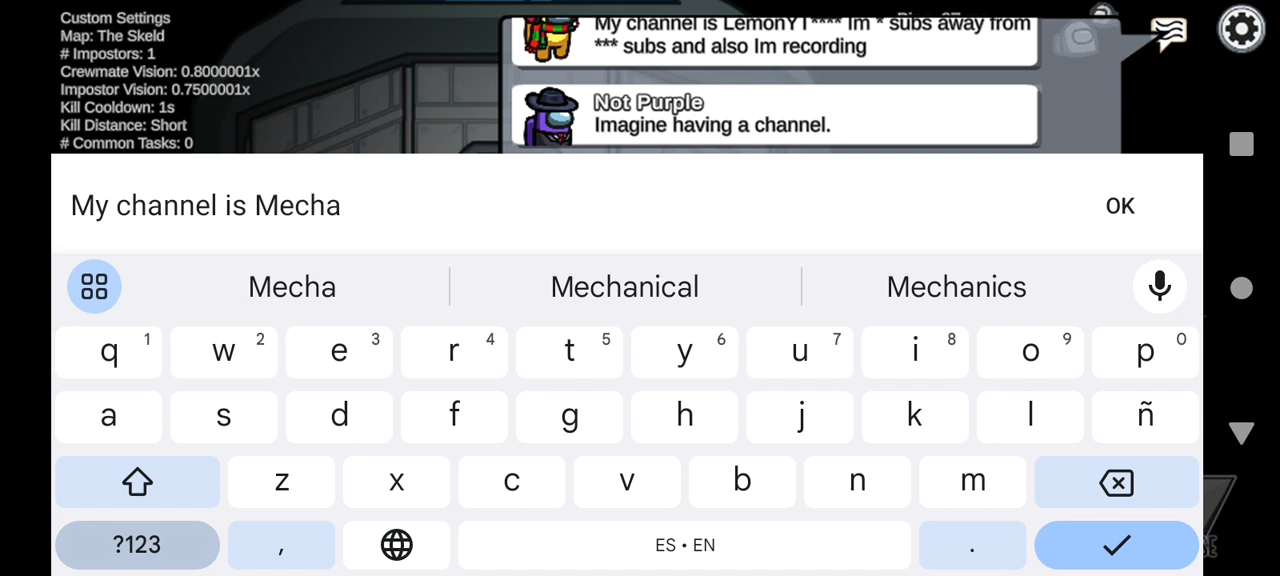 Custom Settings
Map: The Skeld
# Impostors: 1
Crewmate Vision: 0.8000001x
Impostor Vision: 0.7500001x
Kill Cooldown: 1s
Kill Distance: Short
# Common Tasks: 0
My channel is LemonYT**** Im * subs away from
*** subs and also Im recording
Not Purple
Imagine having a channel.
My channel is Mecha
OK
Mecha Mechanical Mechanics
q 1 w 2 e 3 r 4 t 5 y 6 u 7 i 8 o 9 p 0
a s d f g h j k l ñ
z x c v b n m
?123 , ES • EN .